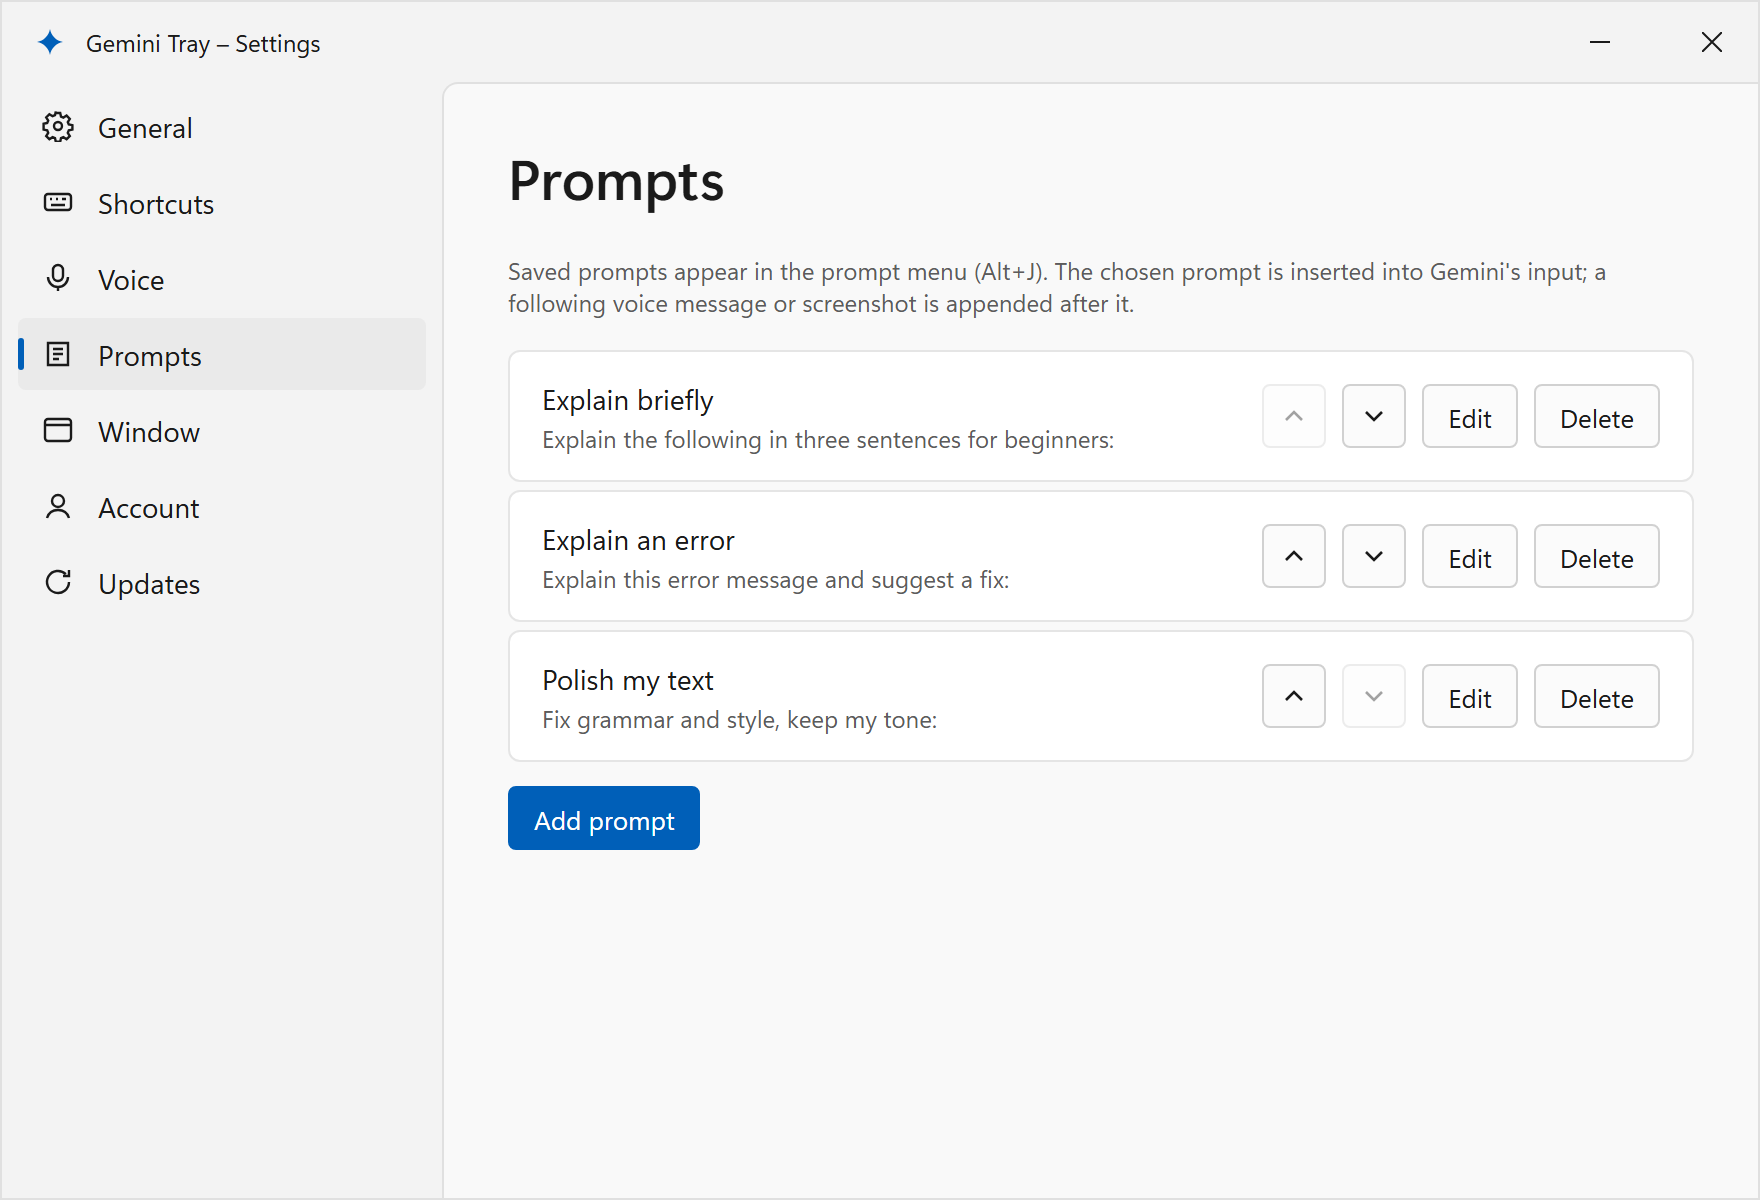 Gemini Tray – Settings
General
Shortcuts
Voice
Prompts
Window
Account
Updates
Prompts
Saved prompts appear in the prompt menu (Alt+J). The chosen prompt is inserted into Gemini's input; a
following voice message or screenshot is appended after it.
Explain briefly
Explain the following in three sentences for beginners:
Edit
Delete
Explain an error
Explain this error message and suggest a fix:
Edit
Delete
Polish my text
Fix grammar and style, keep my tone:
Edit
Delete
Add prompt